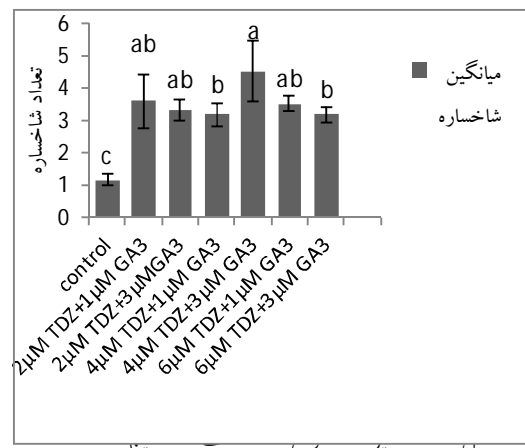 تعداد شاخساره
6
5
4
3
2
1
0
c
ab
ab
b
a
ab
b
control
2µM TDZ+1µM GA3
2µM TDZ+3µMGA3
4µM TDZ+1µM GA3
4µM TDZ+3µM GA3
6µM TDZ+1µM GA3
6µM TDZ+3µM GA3
میانگین
شاخساره